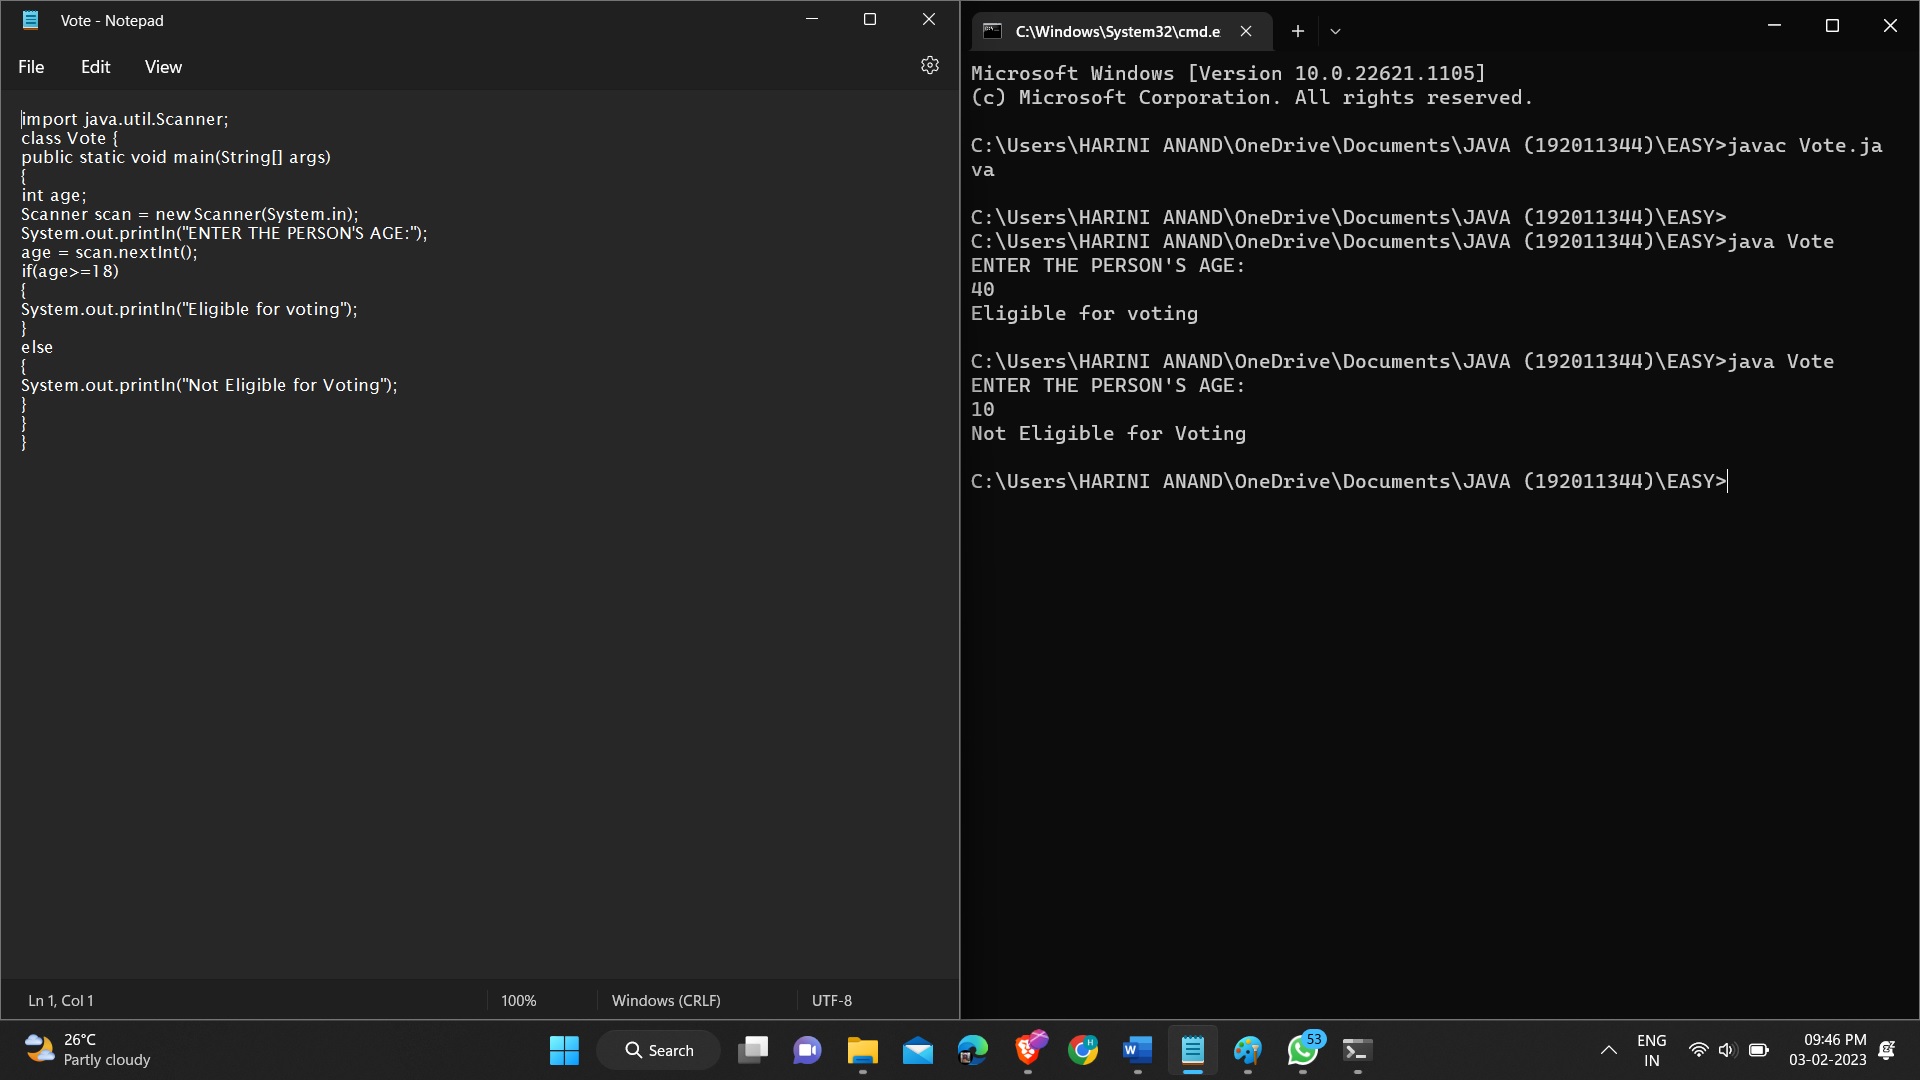 Vote - Notepad
File Edit View
import java.util.Scanner;
class Vote {
public static void main(String[] args)
{
int age;
Scanner scan = new Scanner(System.in);
System.out.println("ENTER THE PERSON'S AGE:");
age = scan.nextInt();
if(age>=18)
{
System.out.println("Eligible for voting");
}
else
{
System.out.println("Not Eligible for Voting");
}
}
}
Ln 1, Col 1 100% Windows (CRLF) UTF-8
C:\Windows\System32\cmd.e
Microsoft Windows [Version 10.0.22621.1105]
(c) Microsoft Corporation. All rights reserved.
C:\Users\HARINI ANAND\OneDrive\Documents\JAVA (192011344)\EASY>javac Vote.ja
va
C:\Users\HARINI ANAND\OneDrive\Documents\JAVA (192011344)\EASY>
C:\Users\HARINI ANAND\OneDrive\Documents\JAVA (192011344)\EASY>java Vote
ENTER THE PERSON'S AGE:
40
Eligible for voting
C:\Users\HARINI ANAND\OneDrive\Documents\JAVA (192011344)\EASY>java Vote
ENTER THE PERSON'S AGE:
10
Not Eligible for Voting
C:\Users\HARINI ANAND\OneDrive\Documents\JAVA (192011344)\EASY>
26°C
Partly cloudy
Search
H
W
53
ENG
IN
09:46 PM
03-02-2023